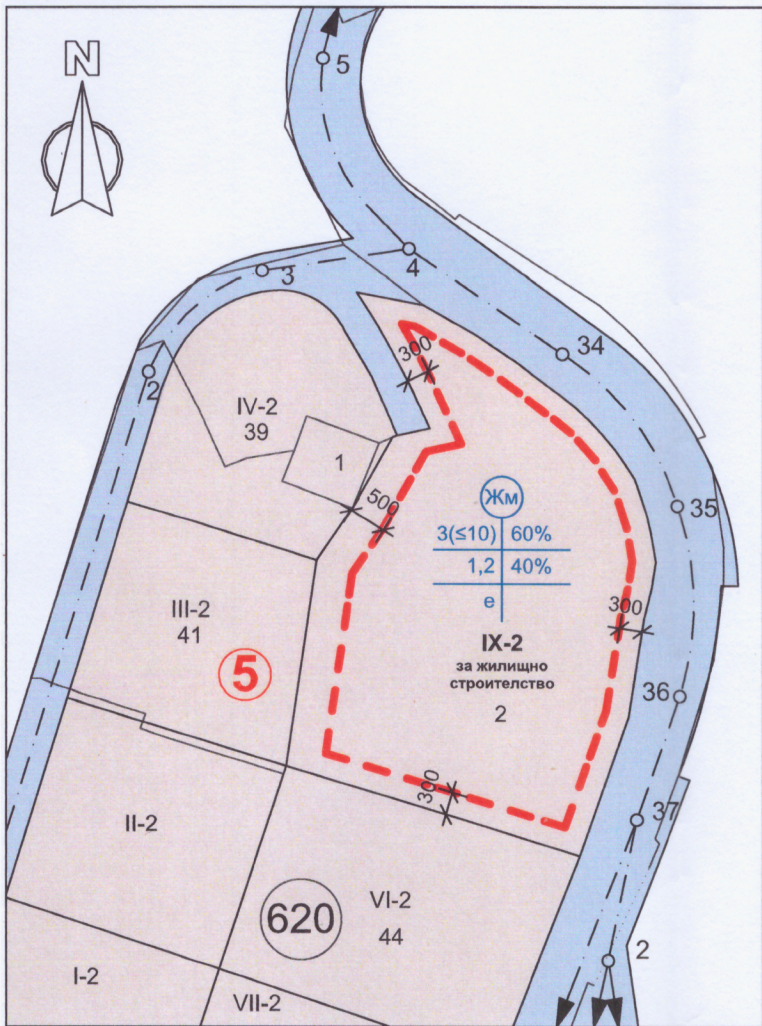 N
5
4
3
2
34
300
IV-2
39
1
500
Жм
3(≤10) 60%
1,2 40%
е
35
300
IX-2
за жилищно
строителство
2
III-2
41
5
36
300
37
II-2
620
VI-2
44
2
I-2
VII-2